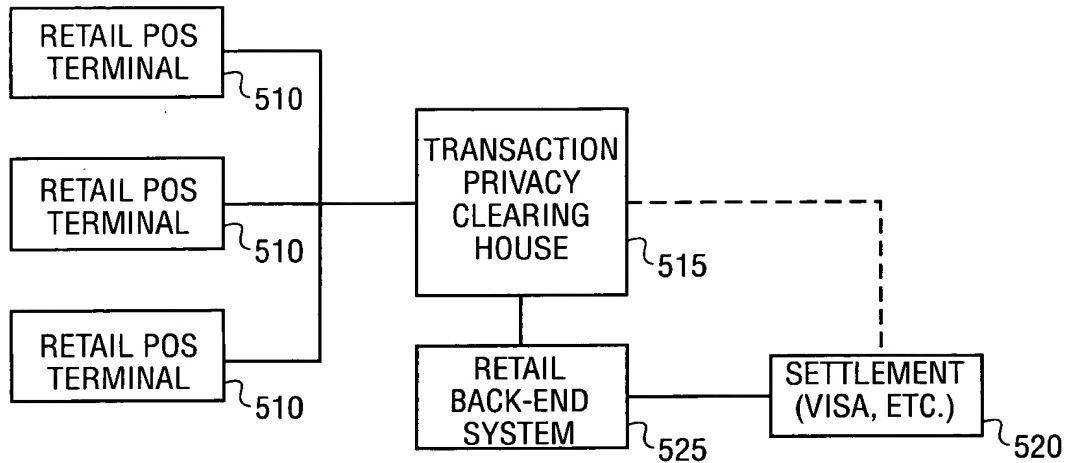 RETAIL POS
TERMINAL
510
RETAIL POS
TERMINAL
510
RETAIL POS
TERMINAL
510
TRANSACTION
PRIVACY
CLEARING
HOUSE
515
RETAIL
BACK-END
SYSTEM
525
SETTLEMENT
(VISA, ETC.)
520